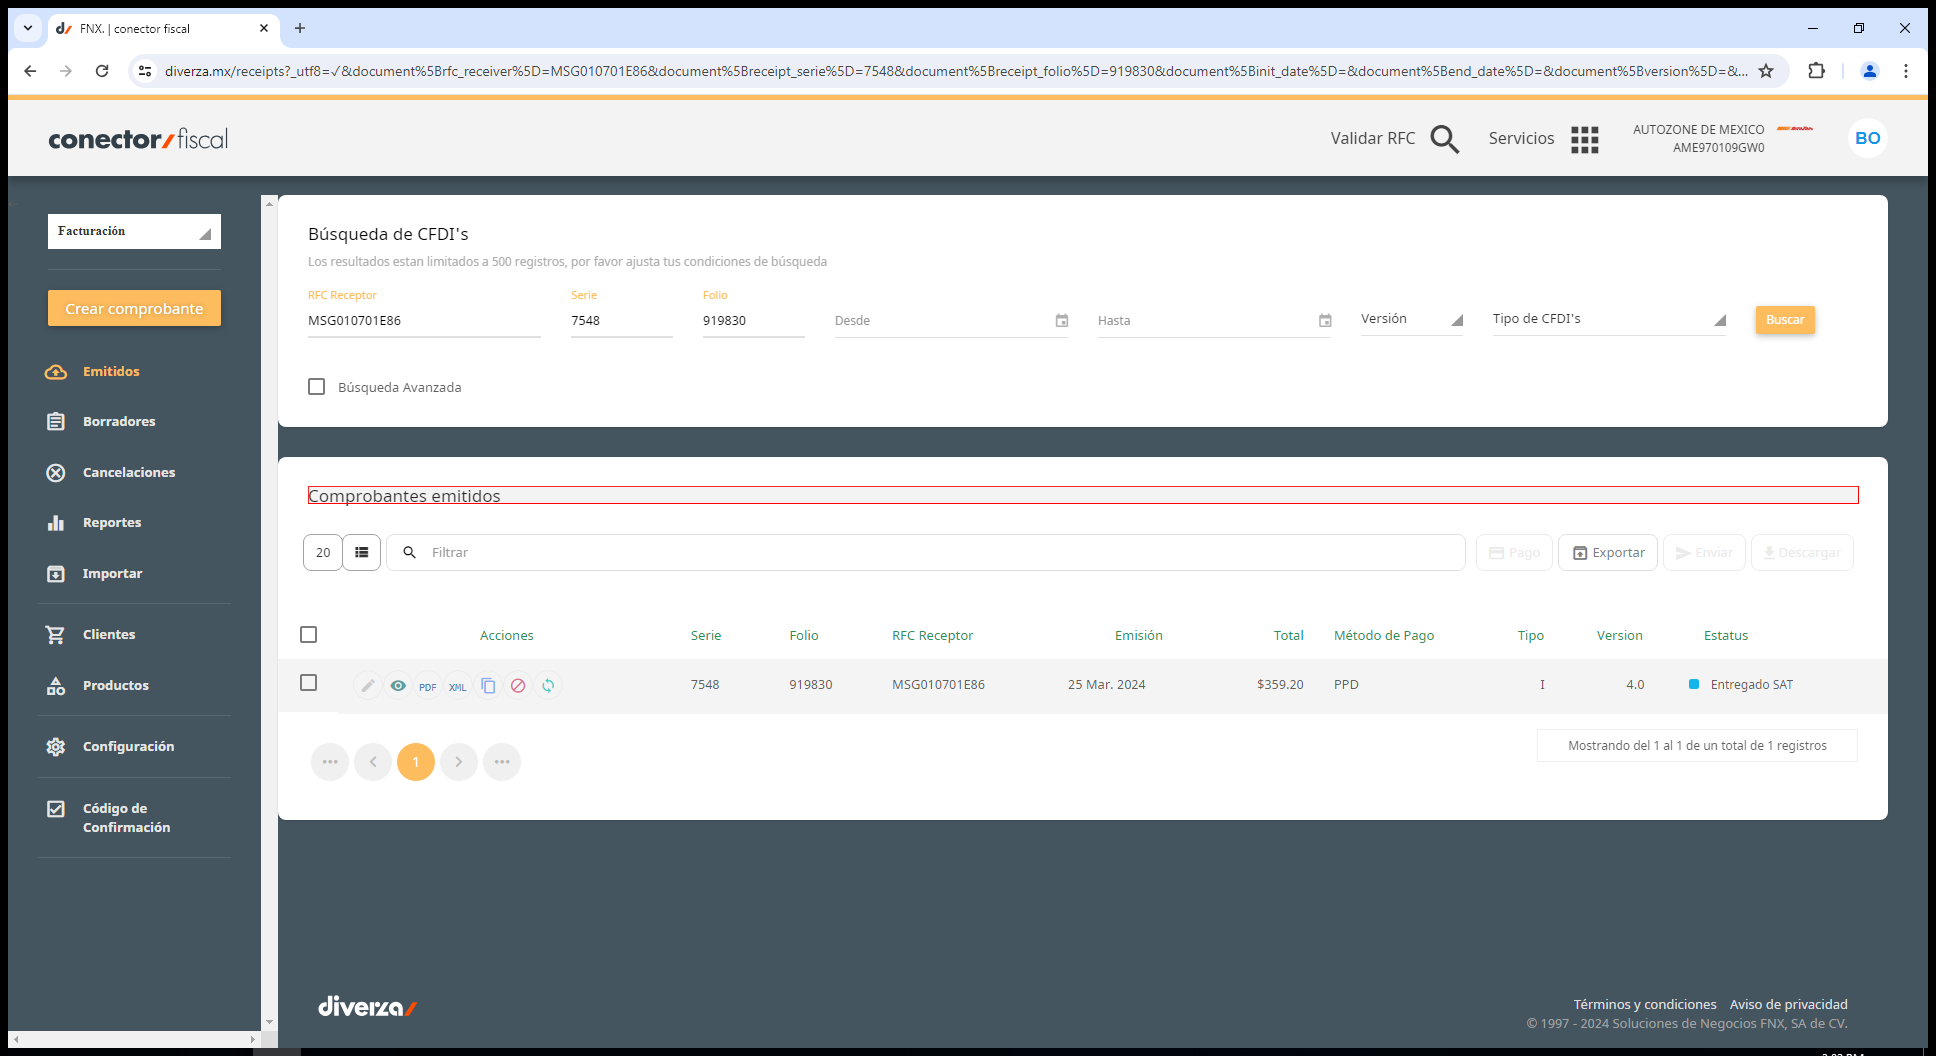 FNX. | conector fiscal
diverza.mx/receipts?_utf8=✓&document%5Brfc_receiver%5D=MSG010701E86&document%5Breceipt_serie%5D=7548&document%5Breceipt_folio%5D=919830&document%5Binit_date%5D=&document%5Bend_date%5D=&document%5Bversion%5D=&...
conector/fiscal
Validar RFC
Servicios
AUTOZONE DE MEXICO
AME970109GW0
BO
Facturación
Crear comprobante
Emitidos
Borradores
Cancelaciones
Reportes
Importar
Clientes
Productos
Configuración
Código de
Confirmación
Búsqueda de CFDI's
Los resultados estan limitados a 500 registros, por favor ajusta tus condiciones de búsqueda
RFC Receptor Serie Folio
MSG010701E86 7548 919830 Desde Hasta Versión Tipo de CFDI's Buscar
Búsqueda Avanzada
Comprobantes emitidos
20 Filtrar Pago Exportar Enviar Descargar
Acciones Serie Folio RFC Receptor Emisión Total Método de Pago Tipo Version Estatus
PDF XML 7548 919830 MSG010701E86 25 Mar. 2024 $359.20 PPD I 4.0 Entregado SAT
... 1 ...
Mostrando del 1 al 1 de un total de 1 registros
diverza/
Términos y condiciones Aviso de privacidad
© 1997 - 2024 Soluciones de Negocios FNX, SA de CV.